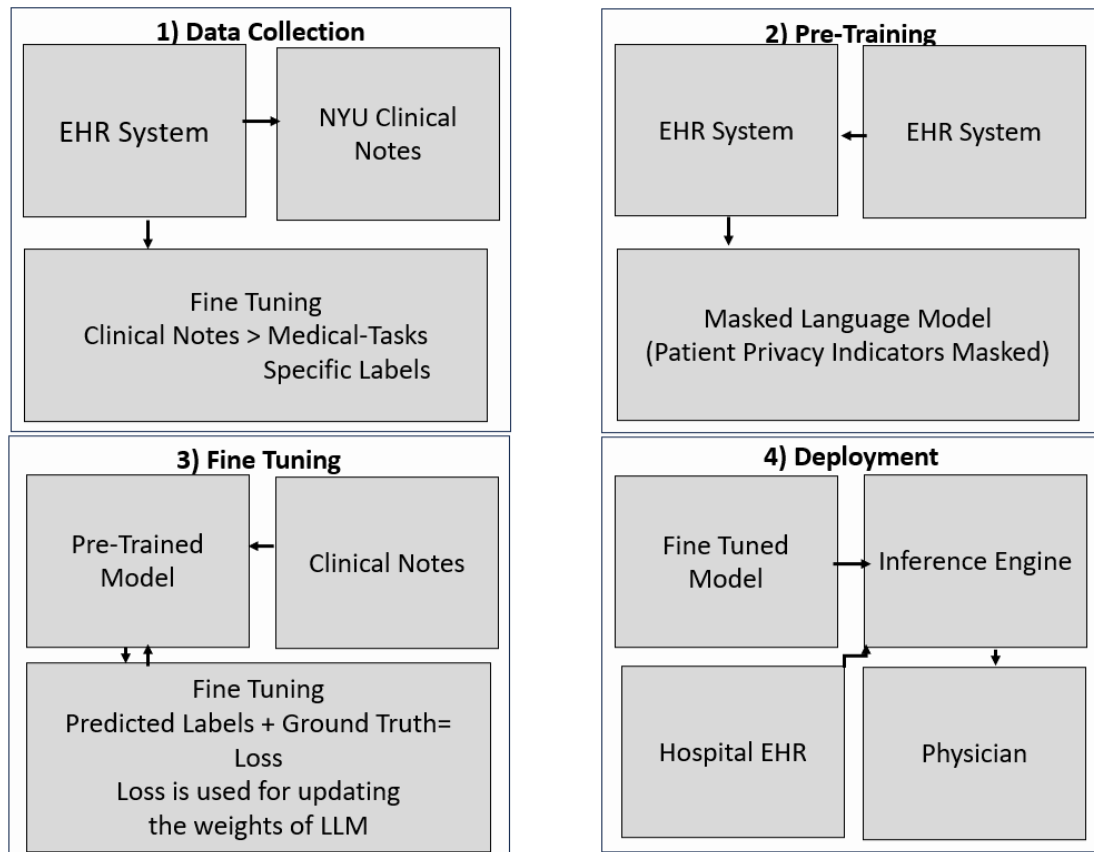 1) Data Collection
EHR System
NYU Clinical
Notes
Fine Tuning
Clinical Notes > Medical-Tasks
Specific Labels
2) Pre-Training
EHR System
EHR System
Masked Language Model
(Patient Privacy Indicators Masked)
3) Fine Tuning
Pre-Trained
Model
Clinical Notes
Fine Tuning
Predicted Labels + Ground Truth=
Loss
Loss is used for updating
the weights of LLM
4) Deployment
Fine Tuned
Model
Inference Engine
Hospital EHR
Physician